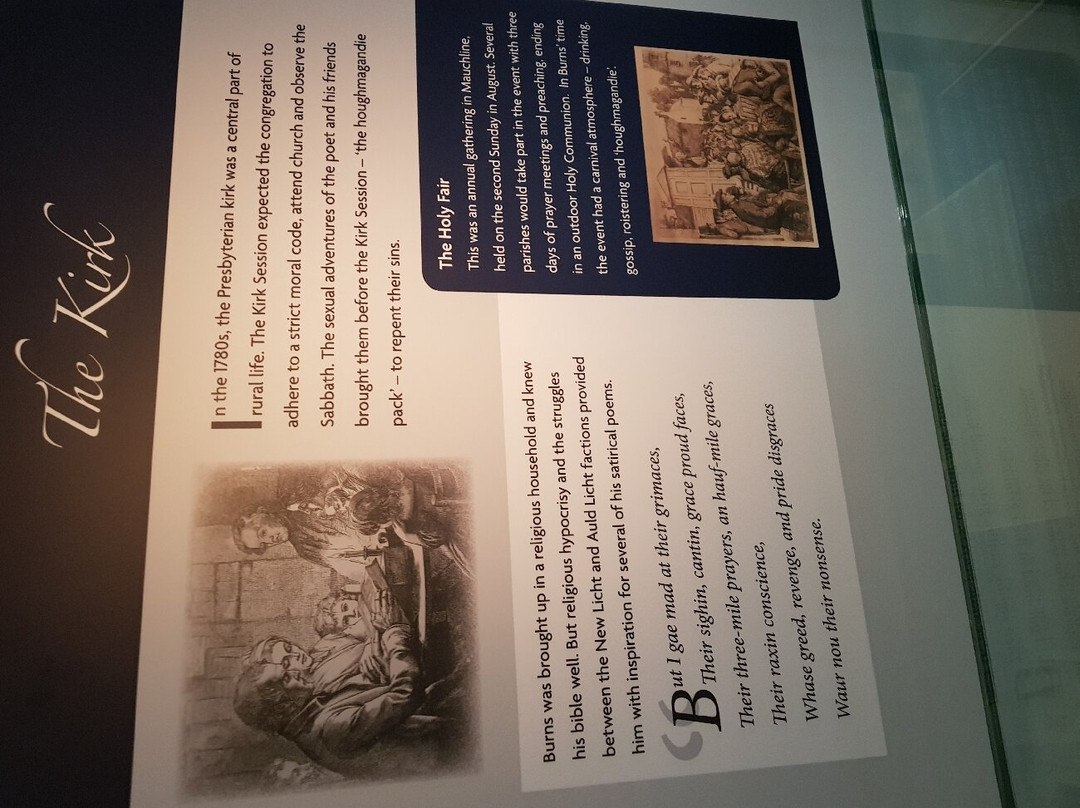 The Kirk
In the 1780s, the Presbyterian kirk was a central part of
rural life. The Kirk Session expected the congregation to
adhere to a strict moral code, attend church and observe the
Sabbath. The sexual adventures of the poet and his friends
brought them before the Kirk Session – 'the houghmagandie
pack' – to repent their sins.
Burns was brought up in a religious household and knew
his bible well. But religious hypocrisy and the struggles
between the New Licht and Auld Licht factions provided
him with inspiration for several of his satirical poems.
‘But I gae mad at their grimaces,
Their sighin, cantin, grace proud faces,
Their three-mile prayers, an hauf-mile graces,
Their raxin conscience,
Whase greed, revenge, and pride disgraces
Waur nou their nonsense.
The Holy Fair
This was an annual gathering in Mauchline,
held on the second Sunday in August. Several
parishes would take part in the event with three
days of prayer meetings and preaching, ending
in an outdoor Holy Communion. In Burns' time
the event had a carnival atmosphere – drinking,
gossip, roistering and 'houghmagandie'.